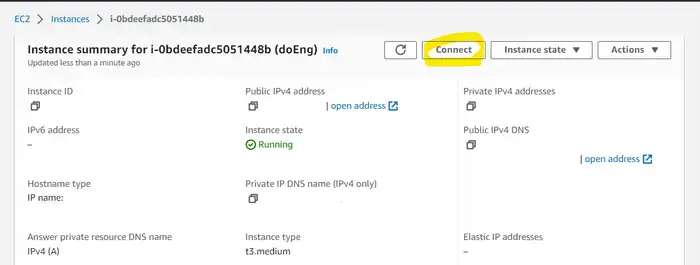 EC2 > Instances > i-0bdeefadc5051448b
Instance summary for i-0bdeefadc5051448b (doEng) Info
Connect
Instance state
Actions
Updated less than a minute ago
Instance ID
Public IPv4 address
Private IPv4 addresses
| open address
IPv6 address
Instance state
Public IPv4 DNS
–
Running
| open address
Hostname type
Private IP DNS name (IPv4 only)
IP name:
Answer private resource DNS name
Instance type
Elastic IP addresses
IPv4 (A)
t3.medium
–